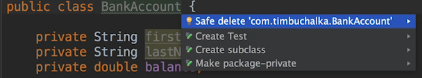 public class BankAccount {
Safe delete 'com.timbuchalka.BankAccount'
Create Test
private String first
Create subclass
private String lastN
Make package-private
private double balanc